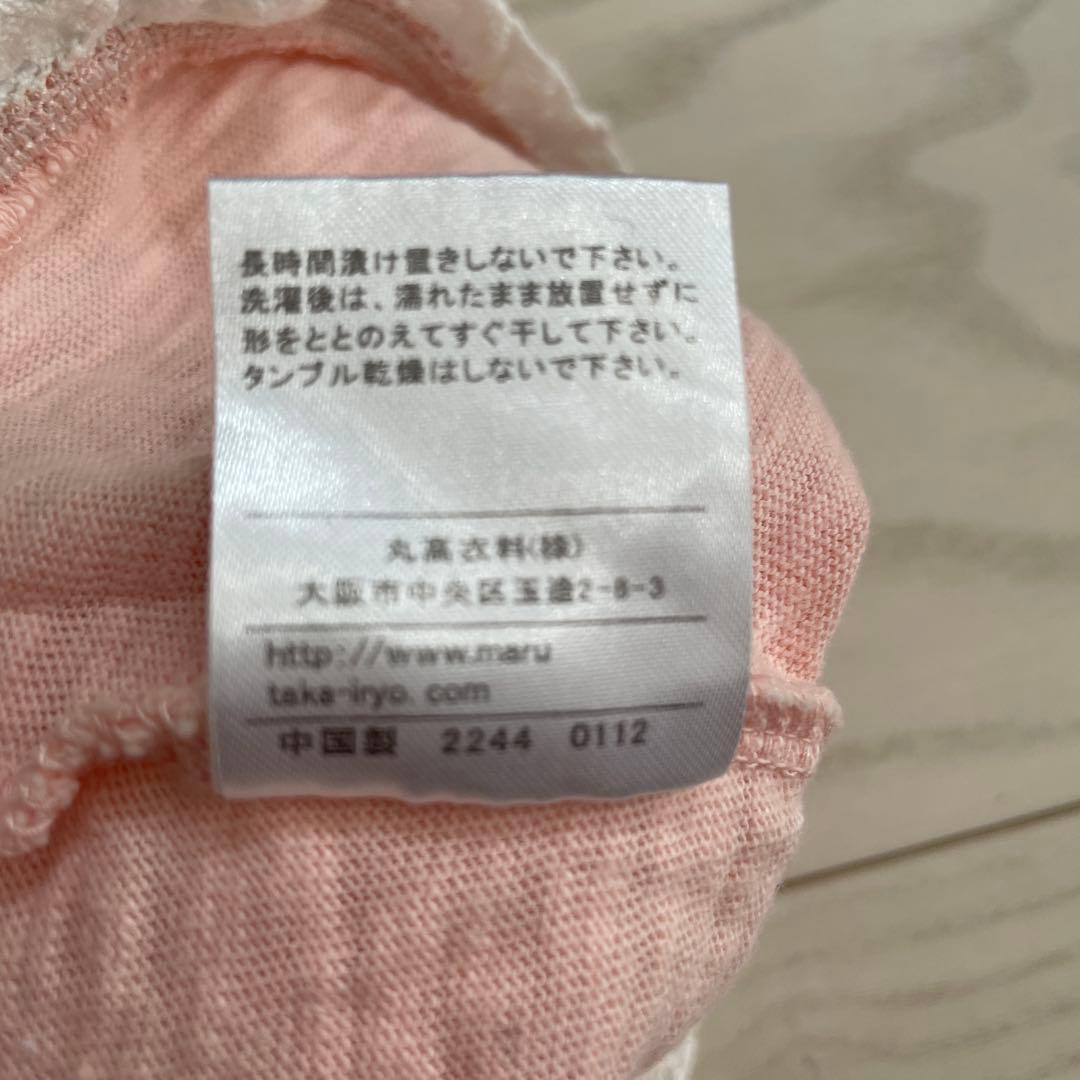 長時間漬け置きしないで下さい。
洗濯後は、濡れたまま放置せずに
形をととのえてすぐ干して下さい。
タンブル乾燥はしないで下さい。
丸高衣料(株)
大阪市中央区玉造2-8-3
http://www.maru
taka-iryo.com
中国製 2244 0112